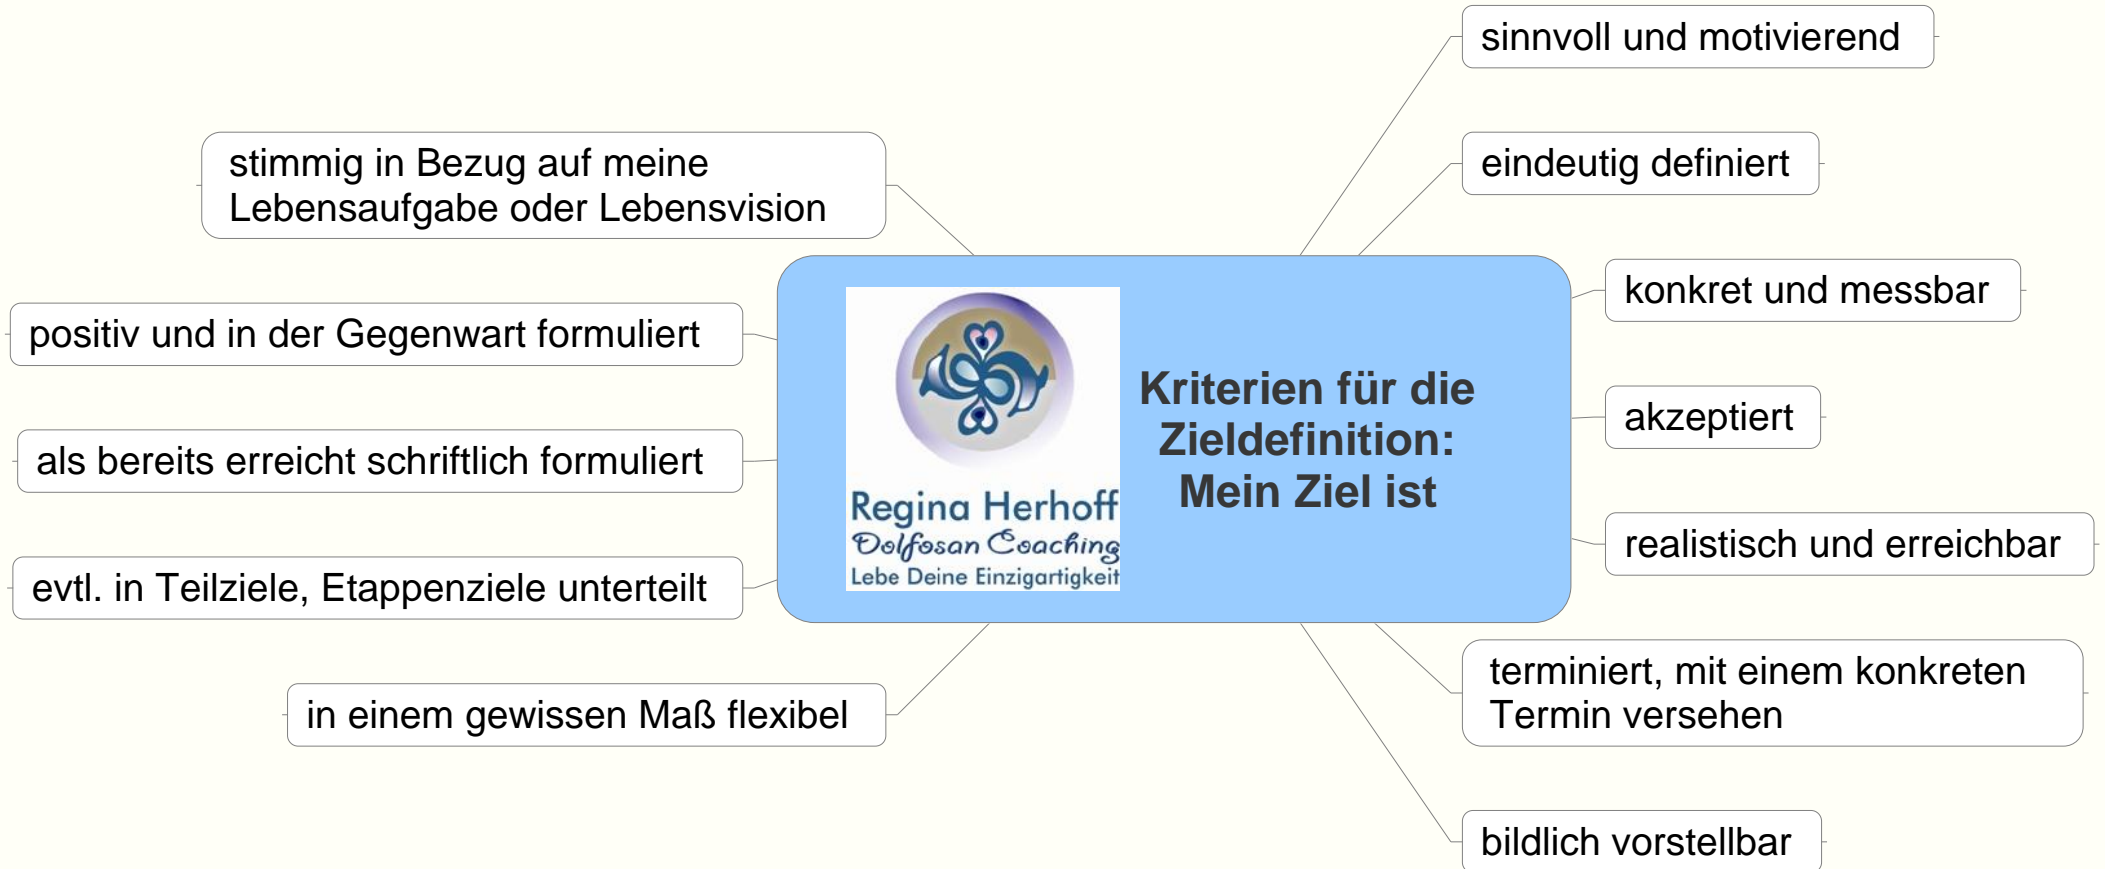 Kriterien für die
Zieldefinition:
Mein Ziel ist
Regina Herhoff
Dolfosan Coaching
Lebe Deine Einzigartigkeit
sinnvoll und motivierend
eindeutig definiert
konkret und messbar
akzeptiert
realistisch und erreichbar
terminiert, mit einem konkreten
Termin versehen
bildlich vorstellbar
stimmig in Bezug auf meine
Lebensaufgabe oder Lebensvision
positiv und in der Gegenwart formuliert
als bereits erreicht schriftlich formuliert
evtl. in Teilziele, Etappenziele unterteilt
in einem gewissen Maß flexibel